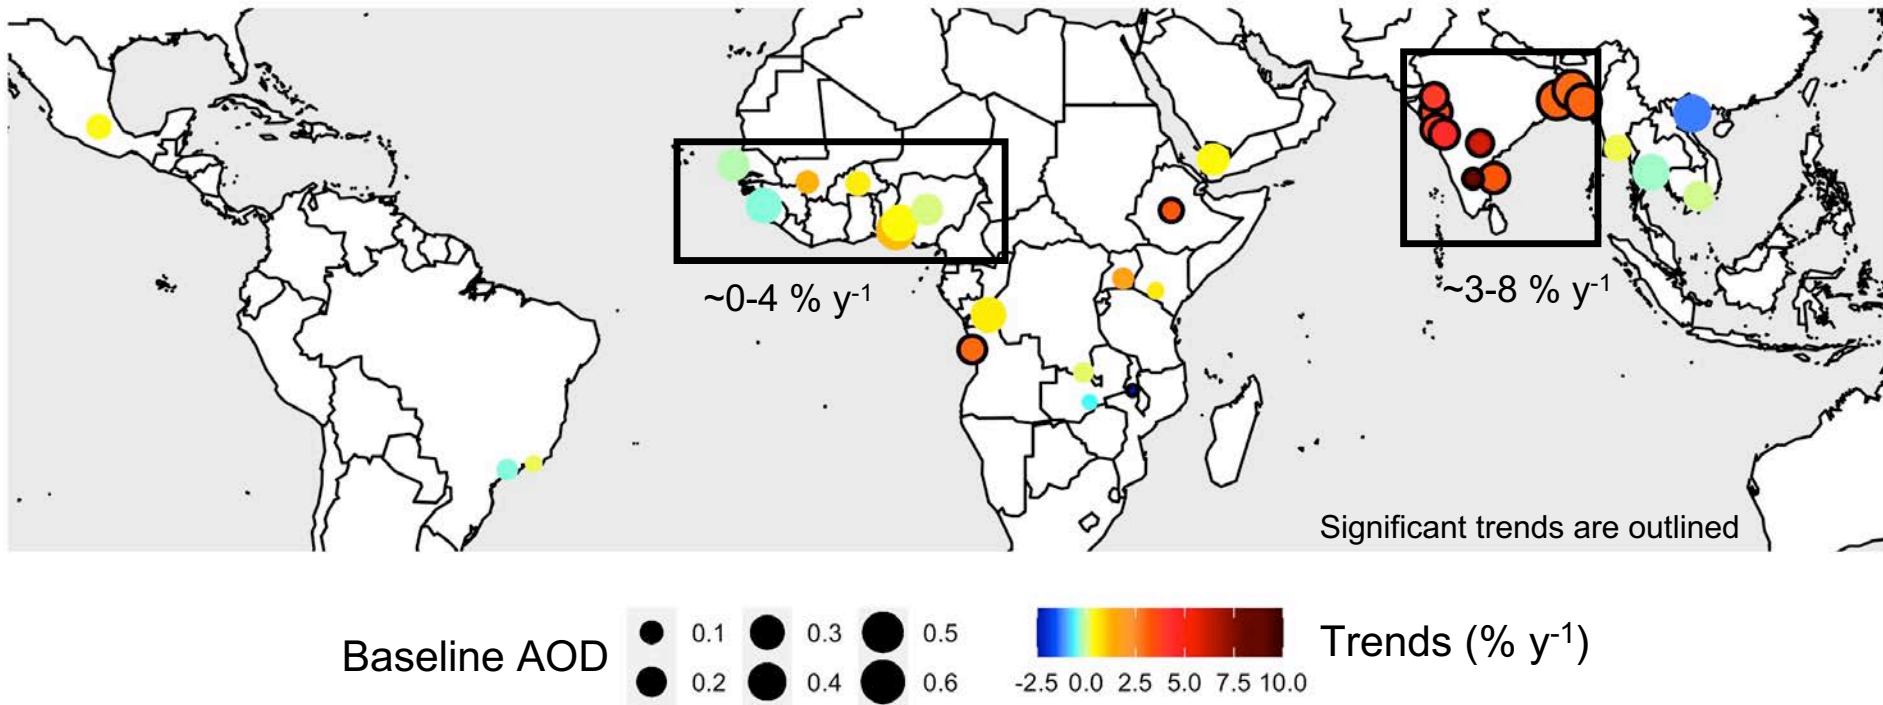 ~0-4 % y-1
~3-8 % y-1
Significant trends are outlined
Baseline AOD
0.1 0.3 0.5
0.2 0.4 0.6
-2.5 0.0 2.5 5.0 7.5 10.0
Trends (% y-1)